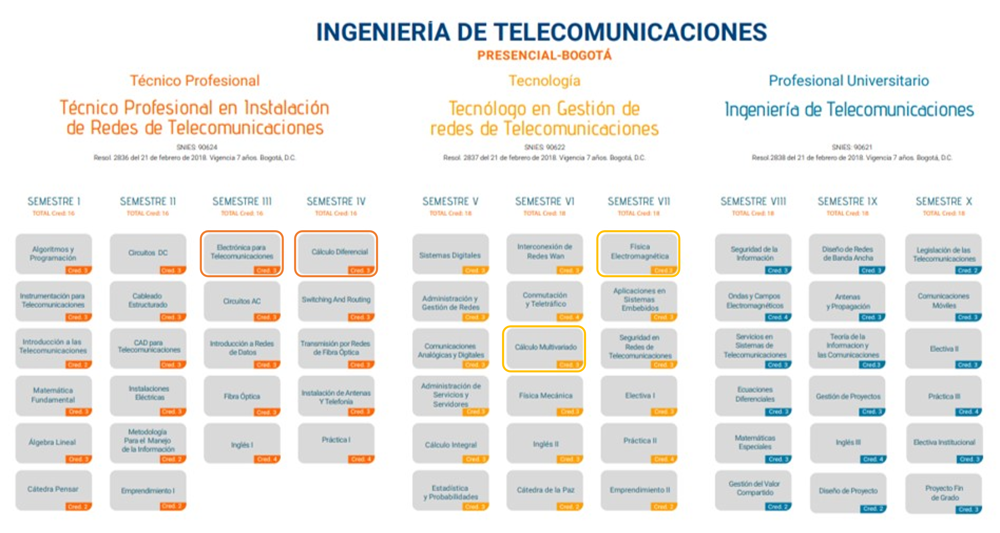 INGENIERÍA DE TELECOMUNICACIONES
PRESENCIAL-BOGOTÁ
Técnico Profesional
Técnico Profesional en Instalación
de Redes de Telecomunicaciones
SNIES: 90624
Resol. 2836 del 21 de febrero de 2018. Vigencia 7 años. Bogotá, D.C.
Tecnología
Tecnólogo en Gestión de
redes de Telecomunicaciones
SNIES: 90622
Resol. 2837 del 21 de febrero de 2018. Vigencia 7 años. Bogotá, D.C.
Profesional Universitario
Ingeniería de Telecomunicaciones
SNIES: 90621
Resol.2838 del 21 de febrero de 2018. Vigencia 7 años. Bogotá, D.C.
SEMESTRE I
TOTAL Cred: 16
Algoritmos y
Programación
Cred. 3
Instrumentación para
Telecomunicaciones
Cred. 3
Introducción a las
Telecomunicaciones
Cred. 2
Matemática
Fundamental
Cred. 3
Álgebra Lineal
Cred. 3
Cátedra Pensar
Cred. 2
SEMESTRE II
TOTAL Cred: 16
Circuitos DC
Cred. 3
Cableado
Estructurado
Cred. 3
CAD para
Telecomunicaciones
Cred. 3
Instalaciones
Eléctricas
Cred. 3
Metodología
Para el Manejo
de la Información
Cred. 2
Emprendimiento I
Cred. 2
SEMESTRE III
TOTAL Cred: 16
Electrónica para
Telecomunicaciones
Cred. 3
Circuitos AC
Cred. 3
Introducción a Redes
de Datos
Cred. 3
Fibra Óptica
Cred. 3
Inglés I
Cred. 4
SEMESTRE IV
TOTAL Cred: 16
Cálculo Diferencial
Cred. 3
Switching And Routing
Cred. 3
Transmisión por Redes
de Fibra Óptica
Cred. 3
Instalación de Antenas
Y Telefonía
Cred. 3
Práctica I
Cred. 4
SEMESTRE V
TOTAL Cred: 18
Sistemas Digitales
Cred. 3
Administración y
Gestión de Redes
Cred. 3
Comunicaciones
Analógicas y Digitales
Cred. 3
Administración de
Servicios y
Servidores
Cred.3
Cálculo Integral
Cred. 3
Estadística
y Probabilidades
Cred. 3
SEMESTRE VI
TOTAL Cred: 18
Interconexión de
Redes Wan
Cred. 3
Conmutación
y Teletráfico
Cred. 4
Cálculo Multivariado
Cred. 3
Física Mecánica
Cred.3
Inglés II
Cred. 3
Cátedra de la Paz
Cred. 2
SEMESTRE VII
TOTAL Cred: 18
Física
Electromagnética
Cred.3
Aplicaciones en
Sistemas
Embebidos
Cred. 3
Seguridad en
Redes de
Telecomunicaciones
Cred. 3
Electiva I
Cred. 3
Práctica II
Cred. 4
Emprendimiento II
Cred. 2
SEMESTRE VIII
TOTAL Cred: 18
Seguridad de la
Información
Cred. 3
Ondas y Campos
Electromagnéticos
Cred. 4
Servicios en
Sistemas de
Telecomunicaciones
Cred. 3
Ecuaciones
Diferenciales
Cred. 3
Matemáticas
Especiales
Cred. 3
Gestión del Valor
Compartido
Cred. 2
SEMESTRE IX
TOTAL Cred: 18
Diseño de Redes
de Banda Ancha
Cred. 3
Antenas
y Propagación
Cred. 3
Teoría de la
Informacion y
las Comunicaciones
Cred.3
Gestión de Proyectos
Cred. 3
Inglés III
Cred. 4
Diseño de Proyecto
Cred. 2
SEMESTRE X
TOTAL Cred: 18
Legislación de las
Telecomunicaciones
Cred. 2
Comunicaciones
Móviles
Cred. 3
Electiva II
Cred. 3
Práctica III
Cred. 4
Electiva Institucional
Cred. 3
Proyecto Fin
de Grado
Cred. 3